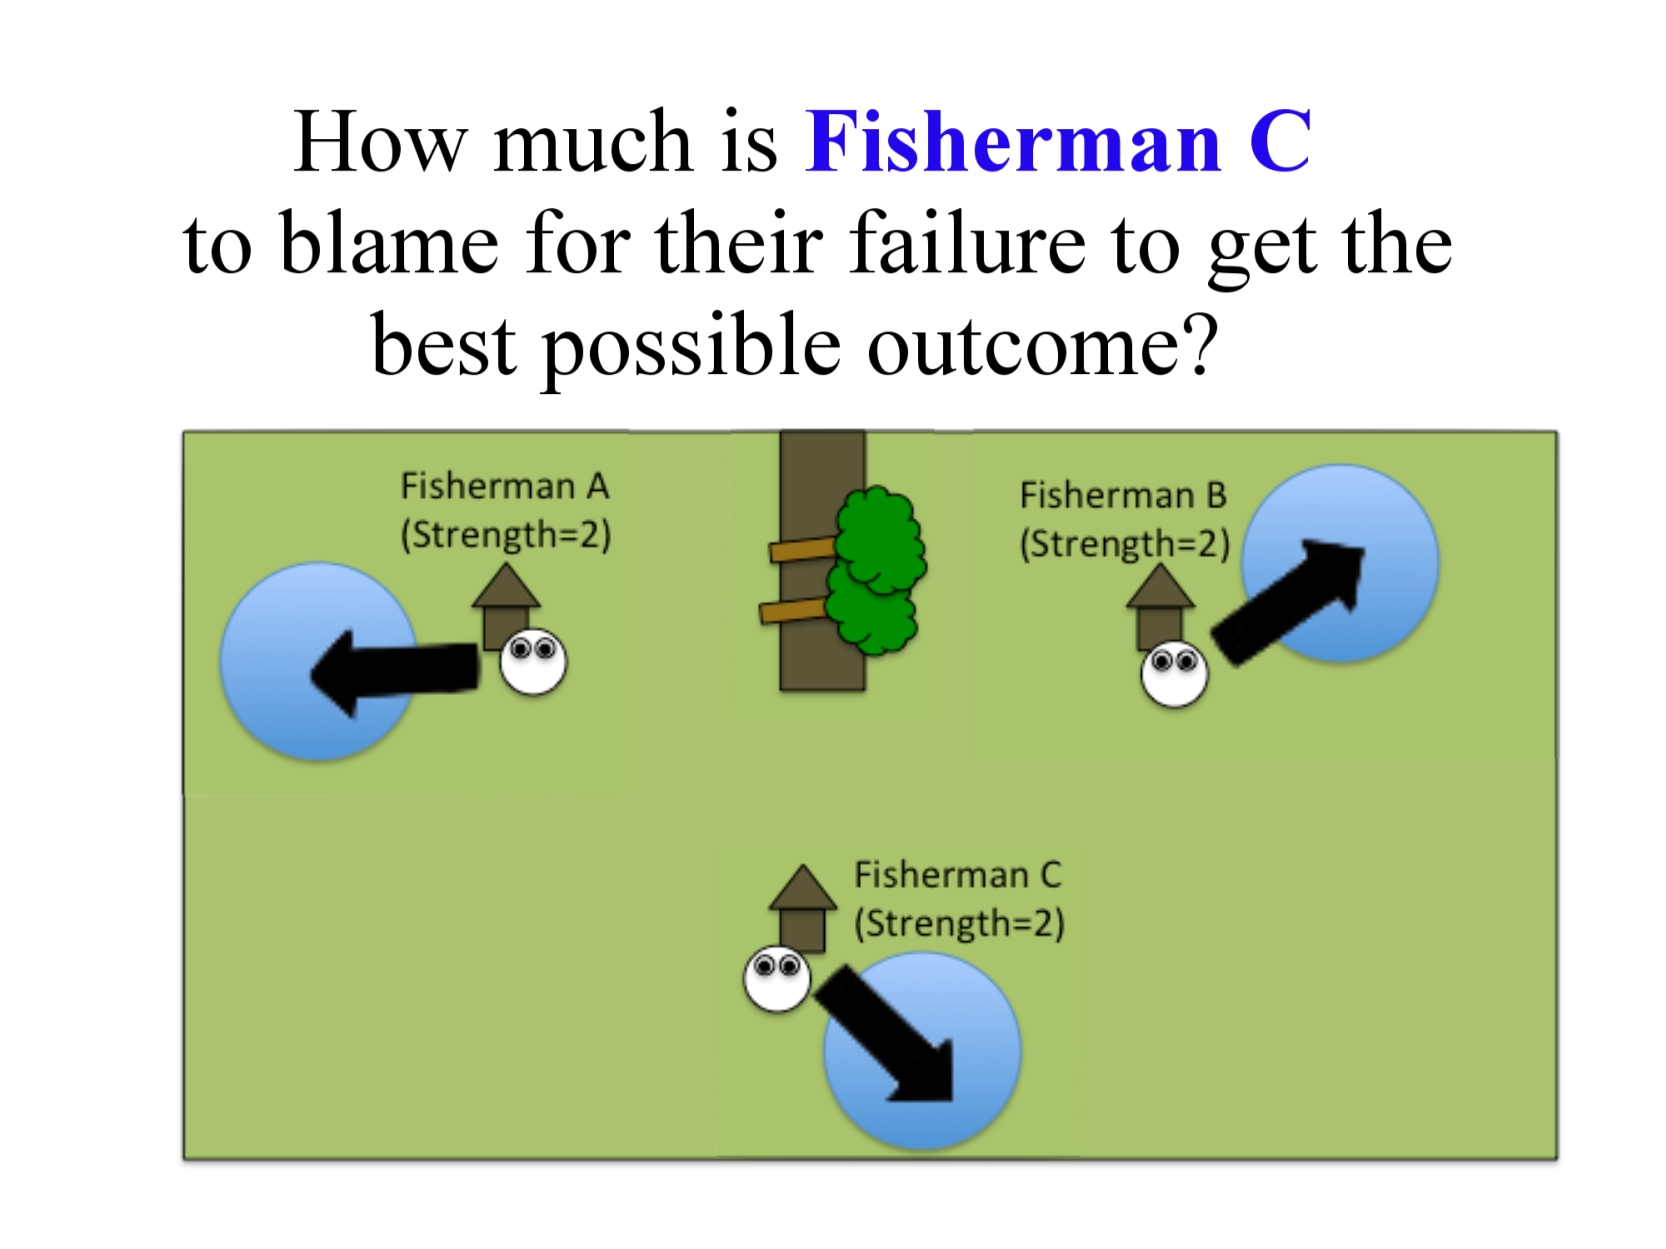 How much is Fisherman C
to blame for their failure to get the
best possible outcome?
Fisherman A
(Strength=2)
Fisherman B
(Strength=2)
Fisherman C
(Strength=2)